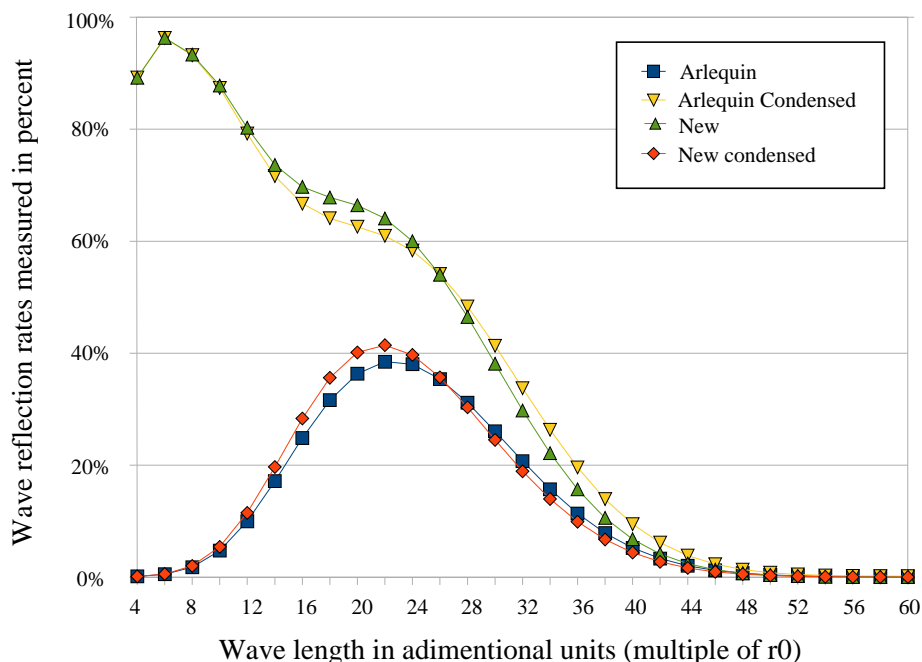 100%
80%
60%
40%
20%
0%
Wave reflection rates measured in percent
Arlequin
Arlequin Condensed
New
New condensed
4 8 12 16 20 24 28 32 36 40 44 48 52 56 60
Wave length in adimentional units (multiple of r0)